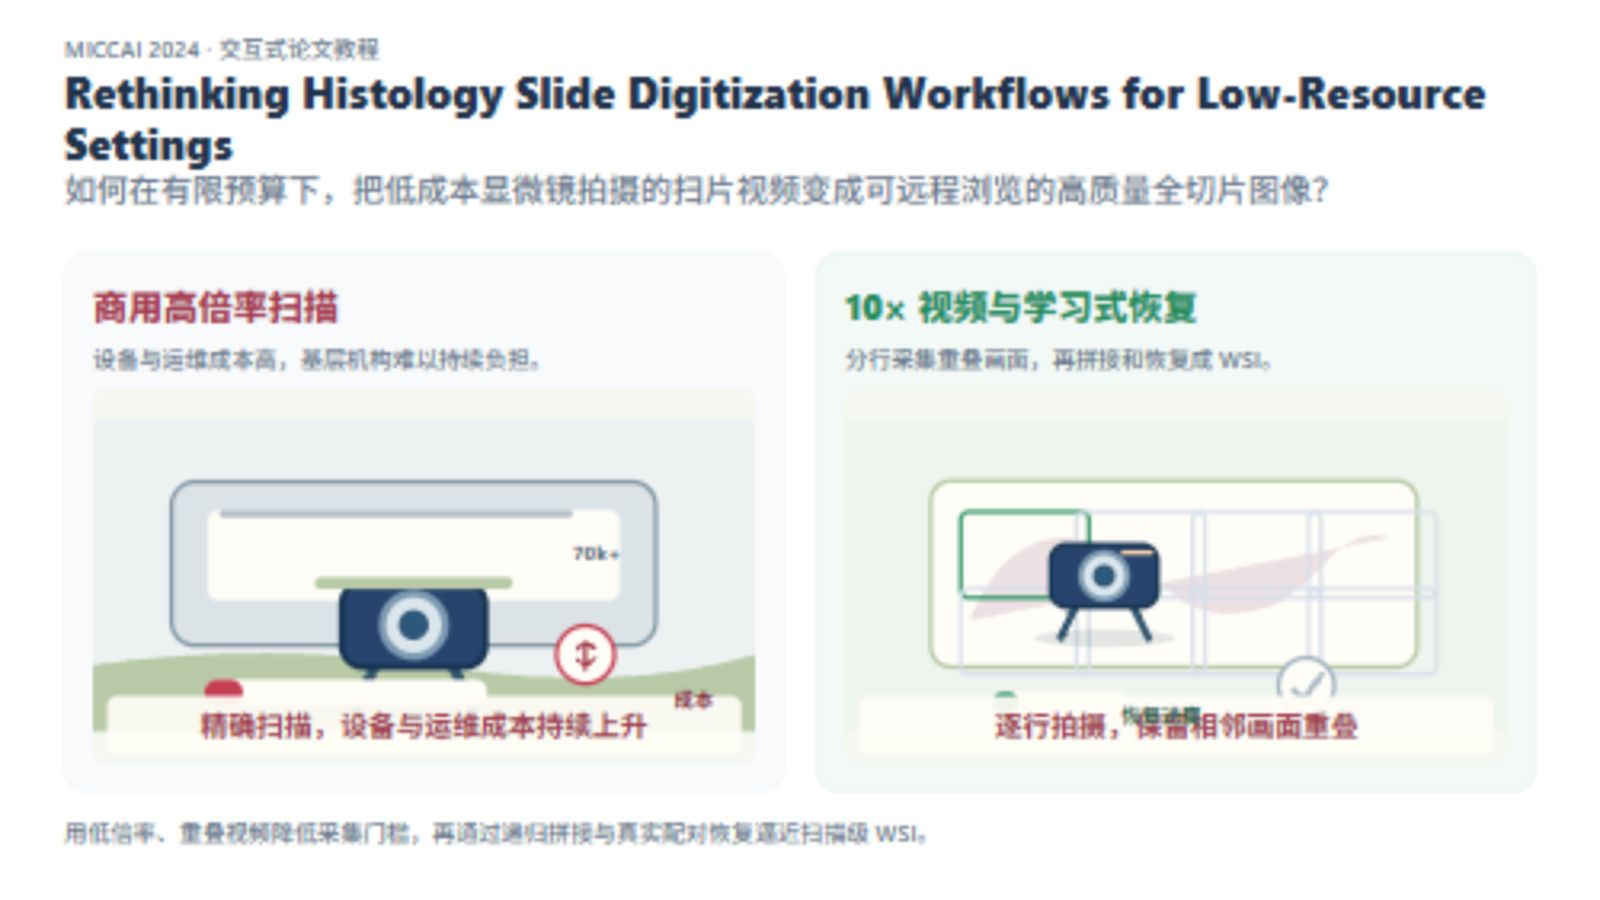 MICCAI 2024 · 交互式论文教程
Rethinking Histology Slide Digitization Workflows for Low-Resource
Settings
如何在有限预算下，把低成本显微镜拍摄的扫片视频变成可远程浏览的高质量全切片图像？
商用高倍率扫描
设备与运维成本高，基层机构难以持续负担。
70k+
成本
精确扫描，设备与运维成本持续上升
10× 视频与学习式恢复
分行采集重叠画面，再拼接和恢复成 WSI。
恢复进度
逐行拍摄，保留相邻画面重叠
用低倍率、重叠视频降低采集门槛，再通过递归拼接与真实配对恢复逼近扫描级 WSI。